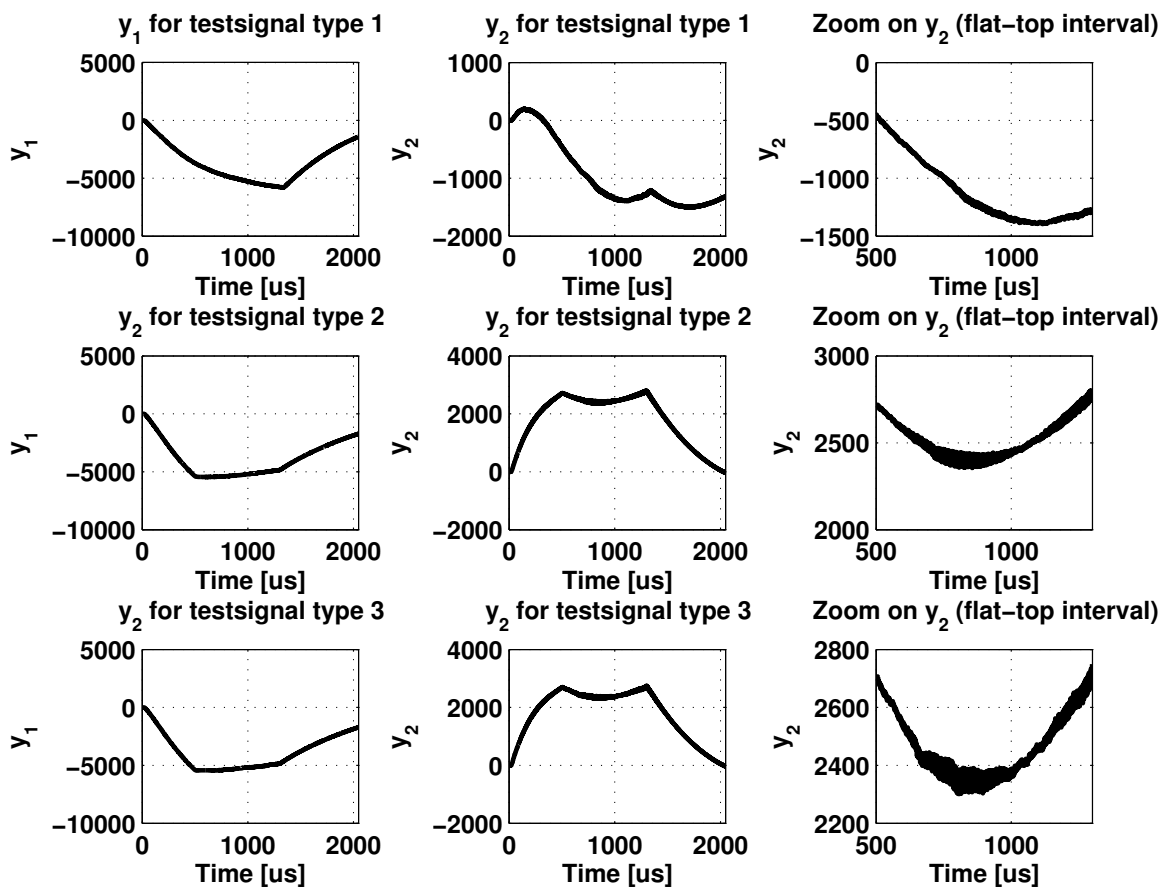 y1 for testsignal type 1
5000
0
−5000
−10000
y1
0 1000 2000
Time [us]
y2 for testsignal type 1
1000
0
−1000
−2000
y2
0 1000 2000
Time [us]
Zoom on y2 (flat−top interval)
0
−500
−1000
−1500
y2
500 1000
Time [us]
y2 for testsignal type 2
5000
0
−5000
−10000
y1
0 1000 2000
Time [us]
y2 for testsignal type 2
4000
2000
0
−2000
y2
0 1000 2000
Time [us]
Zoom on y2 (flat−top interval)
3000
2500
2000
y2
500 1000
Time [us]
y2 for testsignal type 3
5000
0
−5000
−10000
y1
0 1000 2000
Time [us]
y2 for testsignal type 3
4000
2000
0
−2000
y2
0 1000 2000
Time [us]
Zoom on y2 (flat−top interval)
2800
2600
2400
2200
y2
500 1000
Time [us]